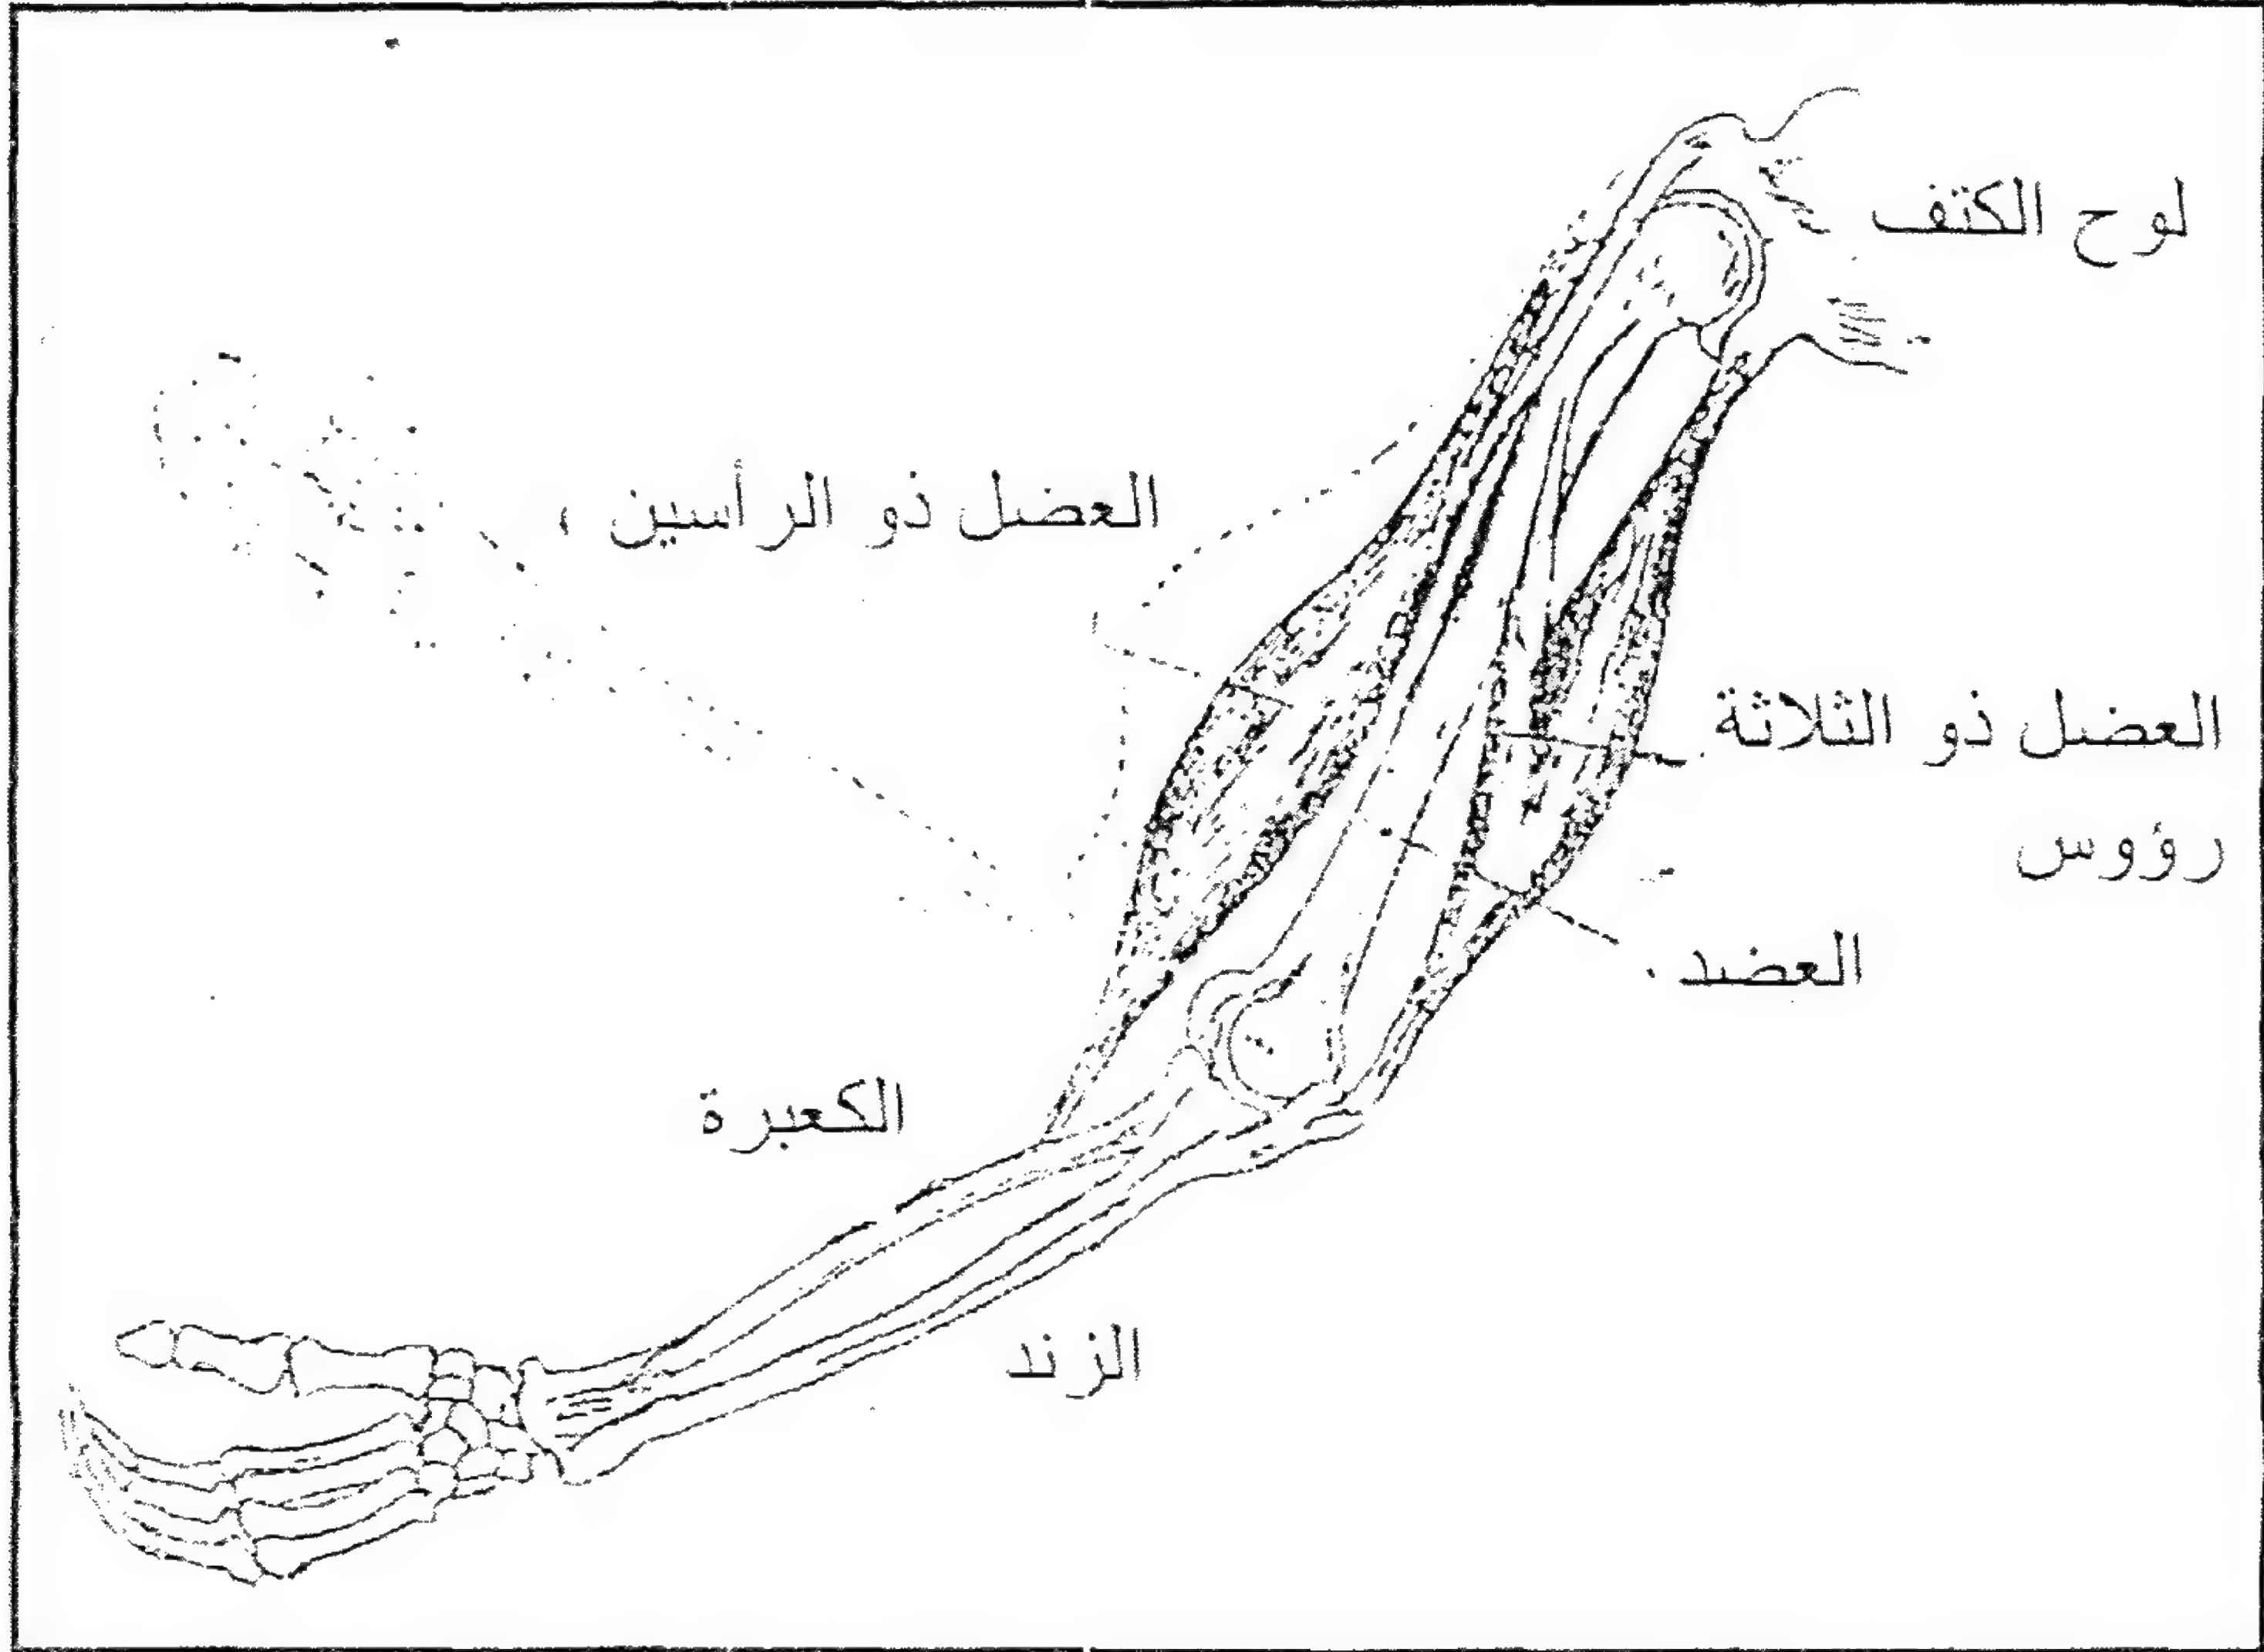 لوح الكتف
العضل ذو الرأسين
العضل ذو الثلاثة
رؤوس
العضد
الكعبرة
الزند